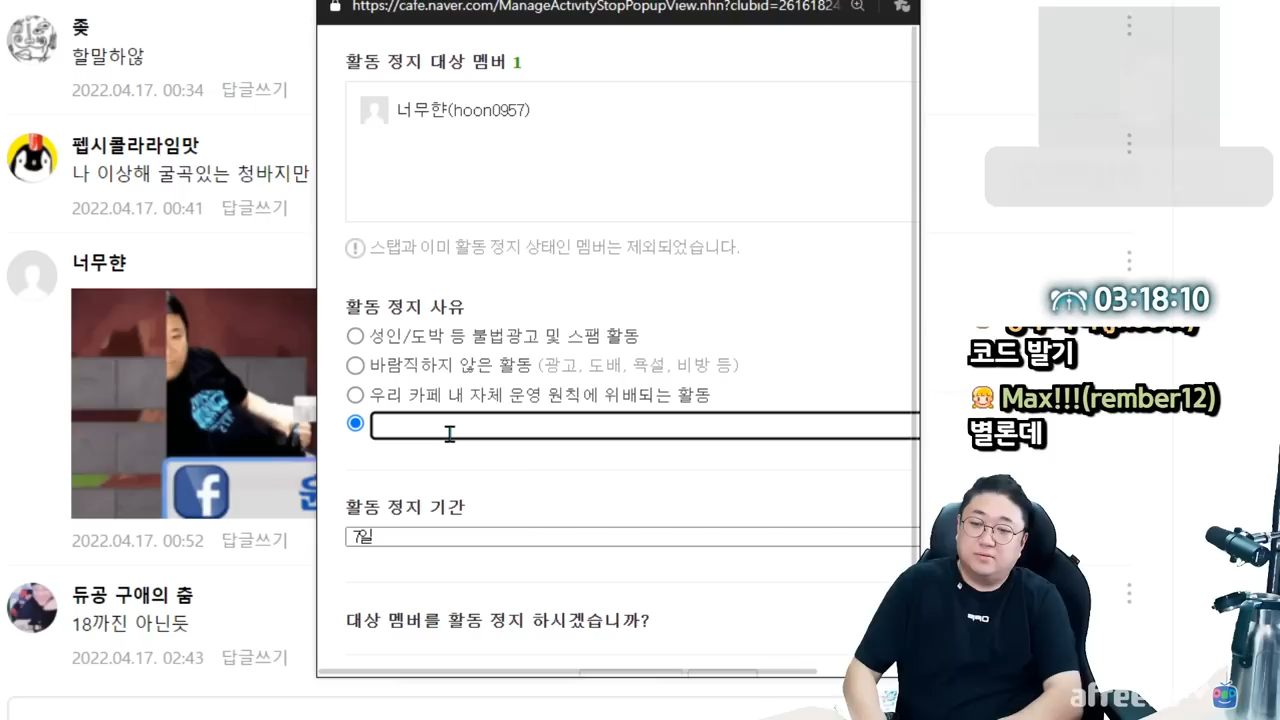 좆
할말하않
2022.04.17. 00:34 답글쓰기
펩시콜라라임맛
나 이상해 굴곡있는 청바지만
2022.04.17. 00:41 답글쓰기
너무햔
2022.04.17. 00:52 답글쓰기
듀공 구애의 춤
18까진 아닌듯
2022.04.17. 02:43 답글쓰기
https://cafe.naver.com/ManageActivityStopPopupView.nhn?clubid=26161824
활동 정지 대상 멤버 1
너무햔(hoon0957)
스탭과 이미 활동 정지 상태인 멤버는 제외되었습니다.
활동 정지 사유
성인/도박 등 불법광고 및 스팸 활동
바람직하지 않은 활동 (광고, 도배, 욕설, 비방 등)
우리 카페 내 자체 운영 원칙에 위배되는 활동
활동 정지 기간
7일
대상 멤버를 활동 정지 하시겠습니까?
03:18:10
코드 발기
Max!!!(rember12)
별론데
afree